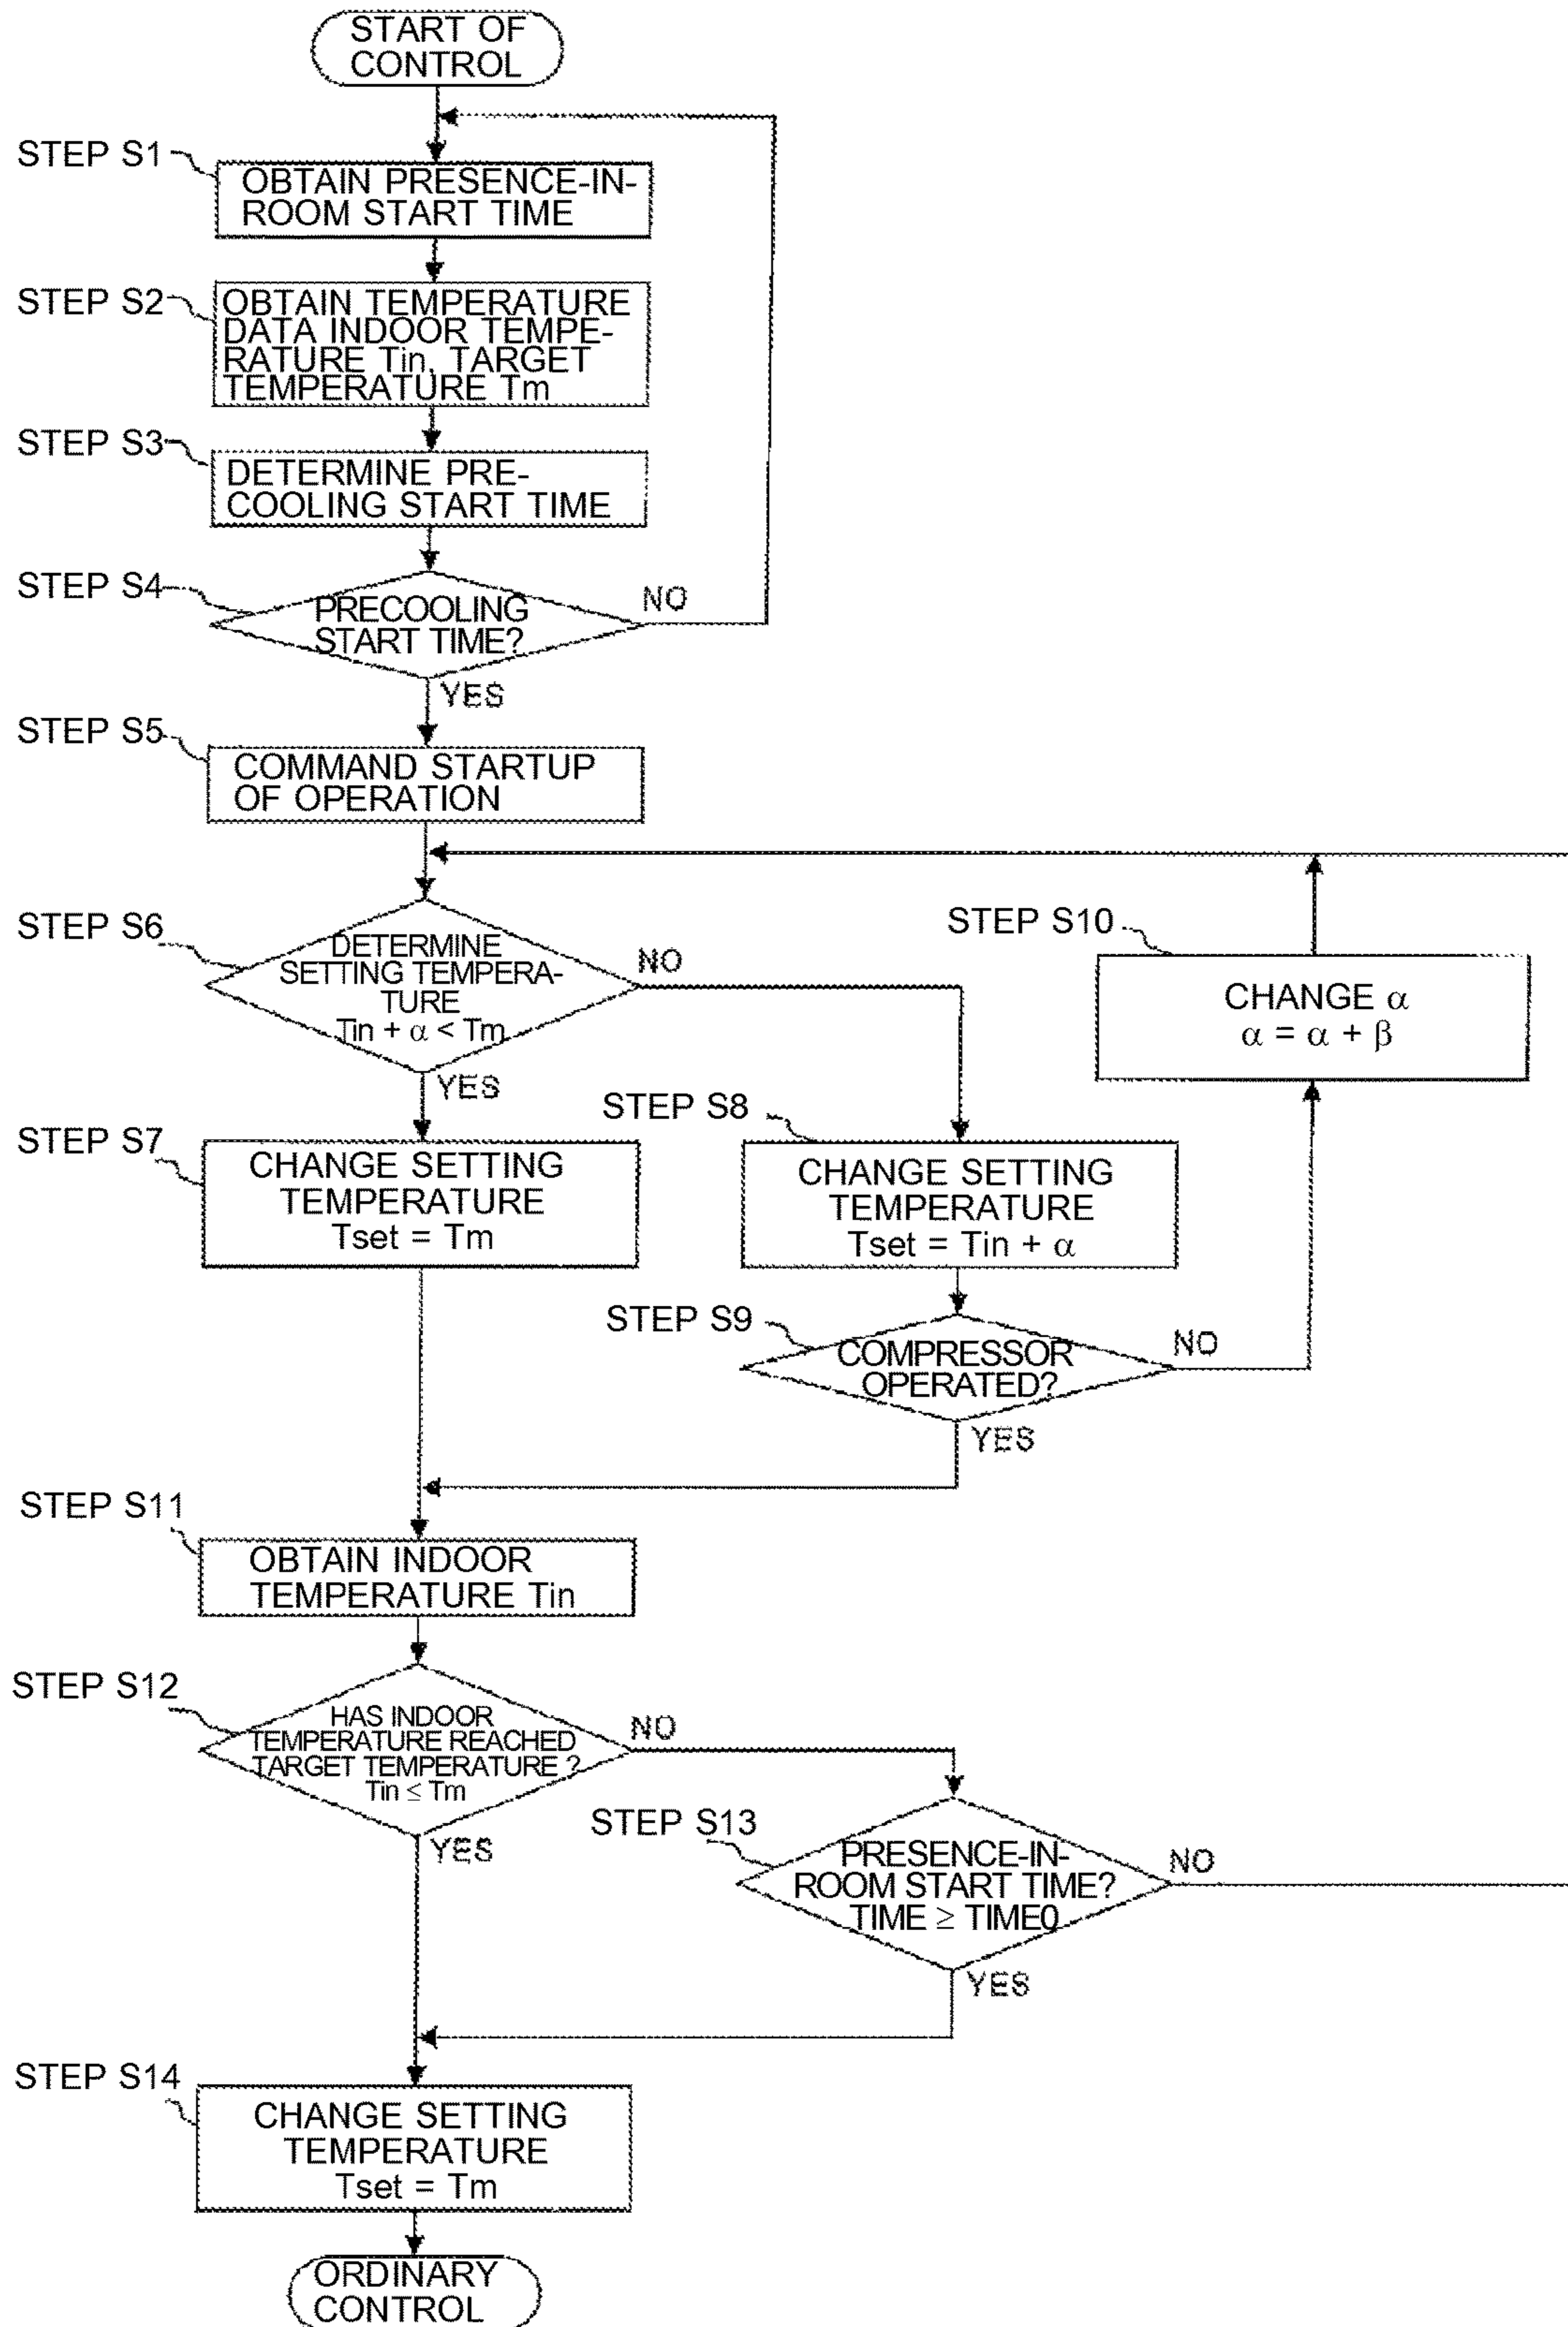 START OF
CONTROL
STEP S1
OBTAIN PRESENCE-IN-
ROOM START TIME
STEP S2
OBTAIN TEMPERATURE
DATA INDOOR TEMPE-
RATURE Tin, TARGET
TEMPERATURE Tm
STEP S3
DETERMINE PRE-
COOLING START TIME
STEP S4
PRECOOLING
START TIME?
NO
YES
STEP S5
COMMAND STARTUP
OF OPERATION
STEP S6
DETERMINE
SETTING TEMPERA-
TURE
Tin + α < Tm
NO
YES
STEP S10
CHANGE α
α = α + β
STEP S7
CHANGE SETTING
TEMPERATURE
Tset = Tm
STEP S8
CHANGE SETTING
TEMPERATURE
Tset = Tin + α
STEP S9
COMPRESSOR
OPERATED?
NO
YES
STEP S11
OBTAIN INDOOR
TEMPERATURE Tin
STEP S12
HAS INDOOR
TEMPERATURE REACHED
TARGET TEMPERATURE ?
Tin ≤ Tm
NO
YES
STEP S13
PRESENCE-IN-
ROOM START TIME?
TIME ≥ TIME0
NO
YES
STEP S14
CHANGE SETTING
TEMPERATURE
Tset = Tm
ORDINARY
CONTROL